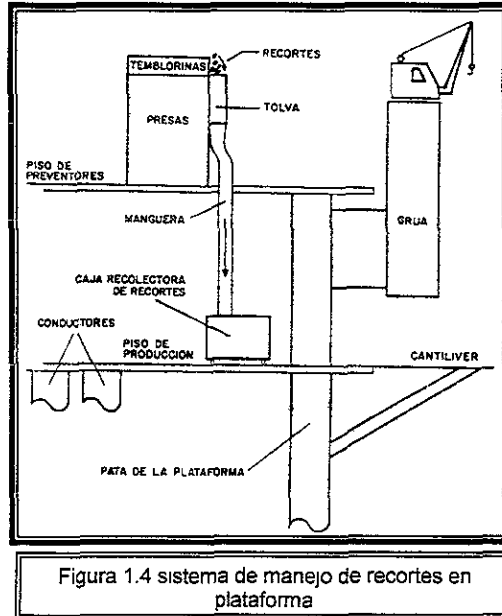 RECORTES
TEMBLORINAS
TOLVA
PRESAS
PISO DE
PREVENTORES
MANGUERA
GRUA
CAJA RECOLECTORA
DE RECORTES
CONDUCTORES
PISO DE
PRODUCCION
CANTILIVER
PATA DE LA PLATAFORMA
Figura 1.4 sistema de manejo de recortes en
plataforma